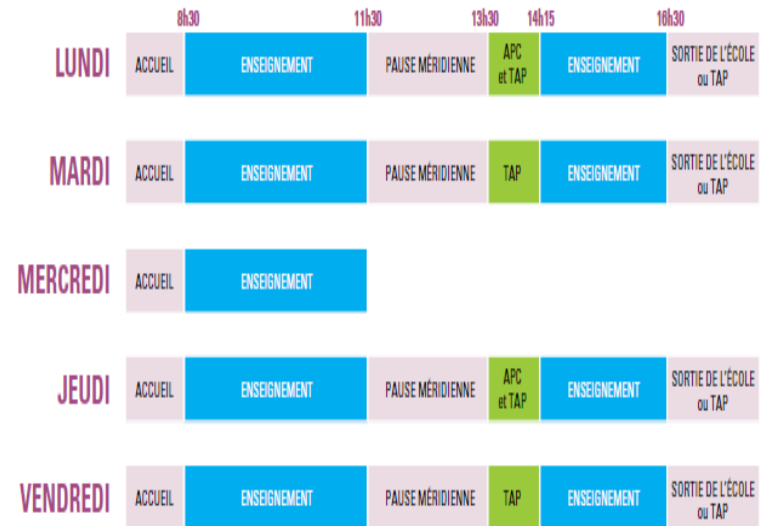 8h30 11h30 13h30 14h15 16h30
LUNDI ACCUEIL ENSEIGNEMENT PAUSE MÉRIDIENNE APC et TAP ENSEIGNEMENT SORTIE DE L'ÉCOLE ou TAP
MARDI ACCUEIL ENSEIGNEMENT PAUSE MÉRIDIENNE TAP ENSEIGNEMENT SORTIE DE L'ÉCOLE ou TAP
MERCREDI ACCUEIL ENSEIGNEMENT
JEUDI ACCUEIL ENSEIGNEMENT PAUSE MÉRIDIENNE APC et TAP ENSEIGNEMENT SORTIE DE L'ÉCOLE ou TAP
VENDREDI ACCUEIL ENSEIGNEMENT PAUSE MÉRIDIENNE TAP ENSEIGNEMENT SORTIE DE L'ÉCOLE ou TAP